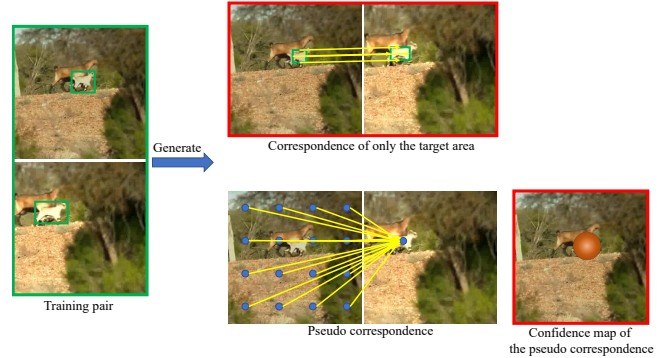 Generate
Correspondence of only the target area
Training pair
Pseudo correspondence
Confidence map of
the pseudo correspondence